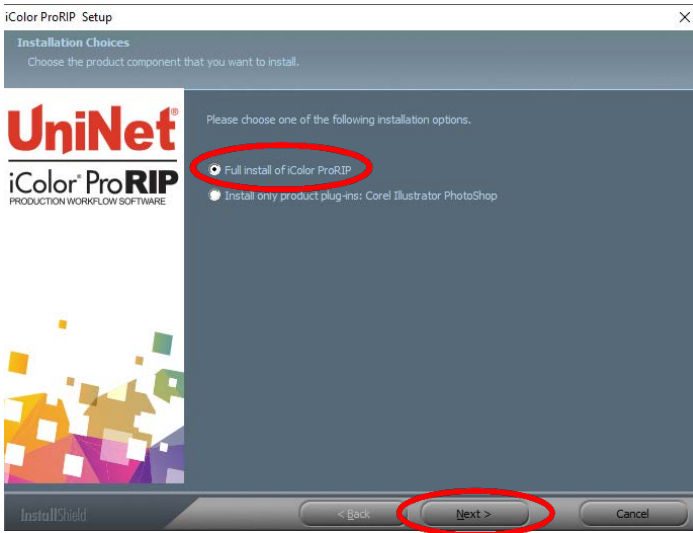 iColor ProRIP  Setup
Installation Choices
Choose the product component that you want to install.
UniNet®
iColor® ProRIP
PRODUCTION WORKFLOW SOFTWARE
Please choose one of the following installation options.
Full install of iColor ProRIP
Install only product plug-ins: Corel Illustrator PhotoShop
InstallShield
< Back
Next >
Cancel